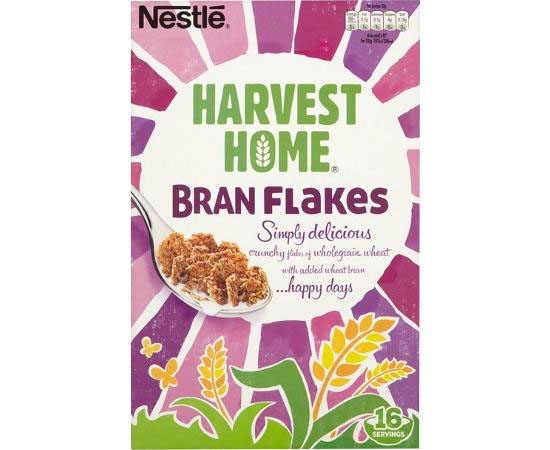 Nestlé®
HARVEST
HOME®
BRAN FLAKES
Simply delicious
crunchy flakes of wholegrain wheat
with added wheat bran
...happy days
16
SERVINGS